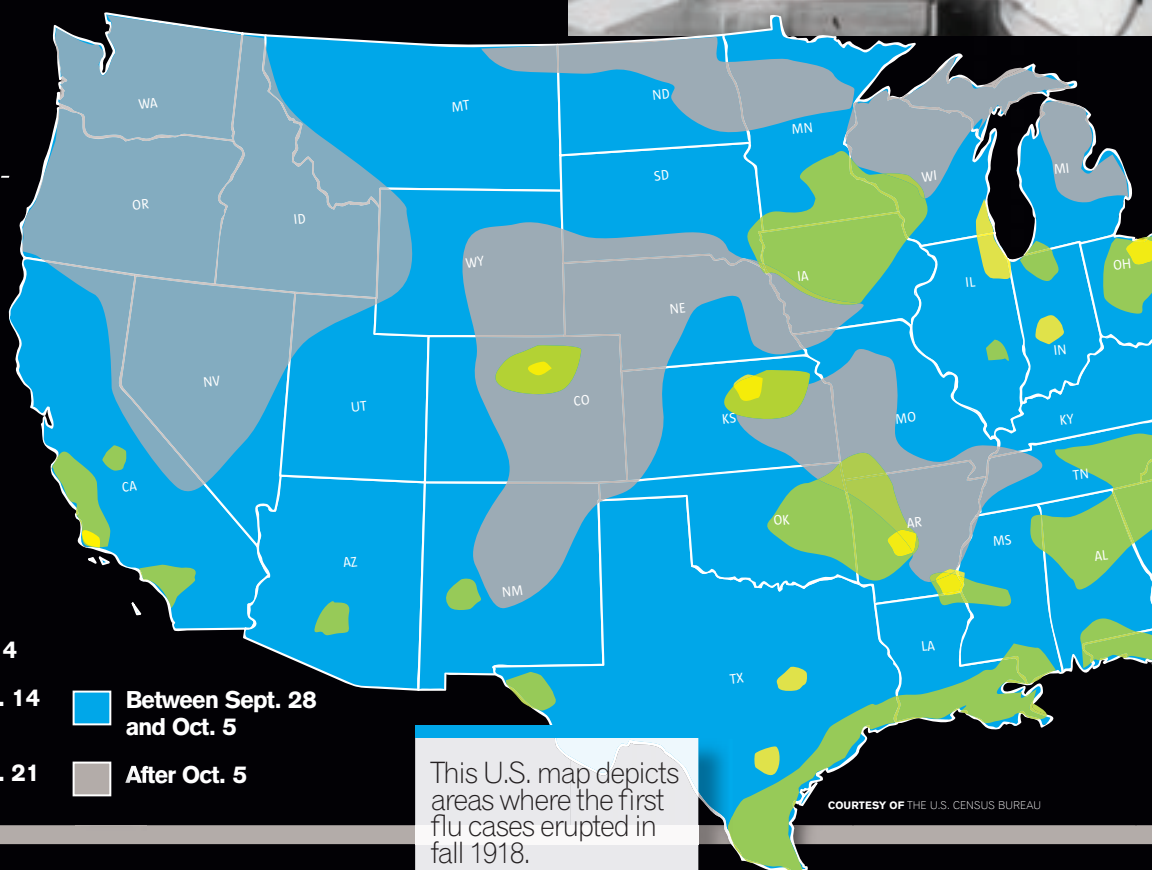 WA
MT
ND
MN
OR
ID
SD
WI
MI
WY
IA
IL
OH
NE
NV
UT
CO
KS
MO
IN
KY
CA
AZ
NM
OK
AR
TN
MS
AL
TX
LA
4
. 14
. 21
Between Sept. 28
and Oct. 5
After Oct. 5
This U.S. map depicts
areas where the first
flu cases erupted in
fall 1918.
COURTESY OF THE U.S. CENSUS BUREAU